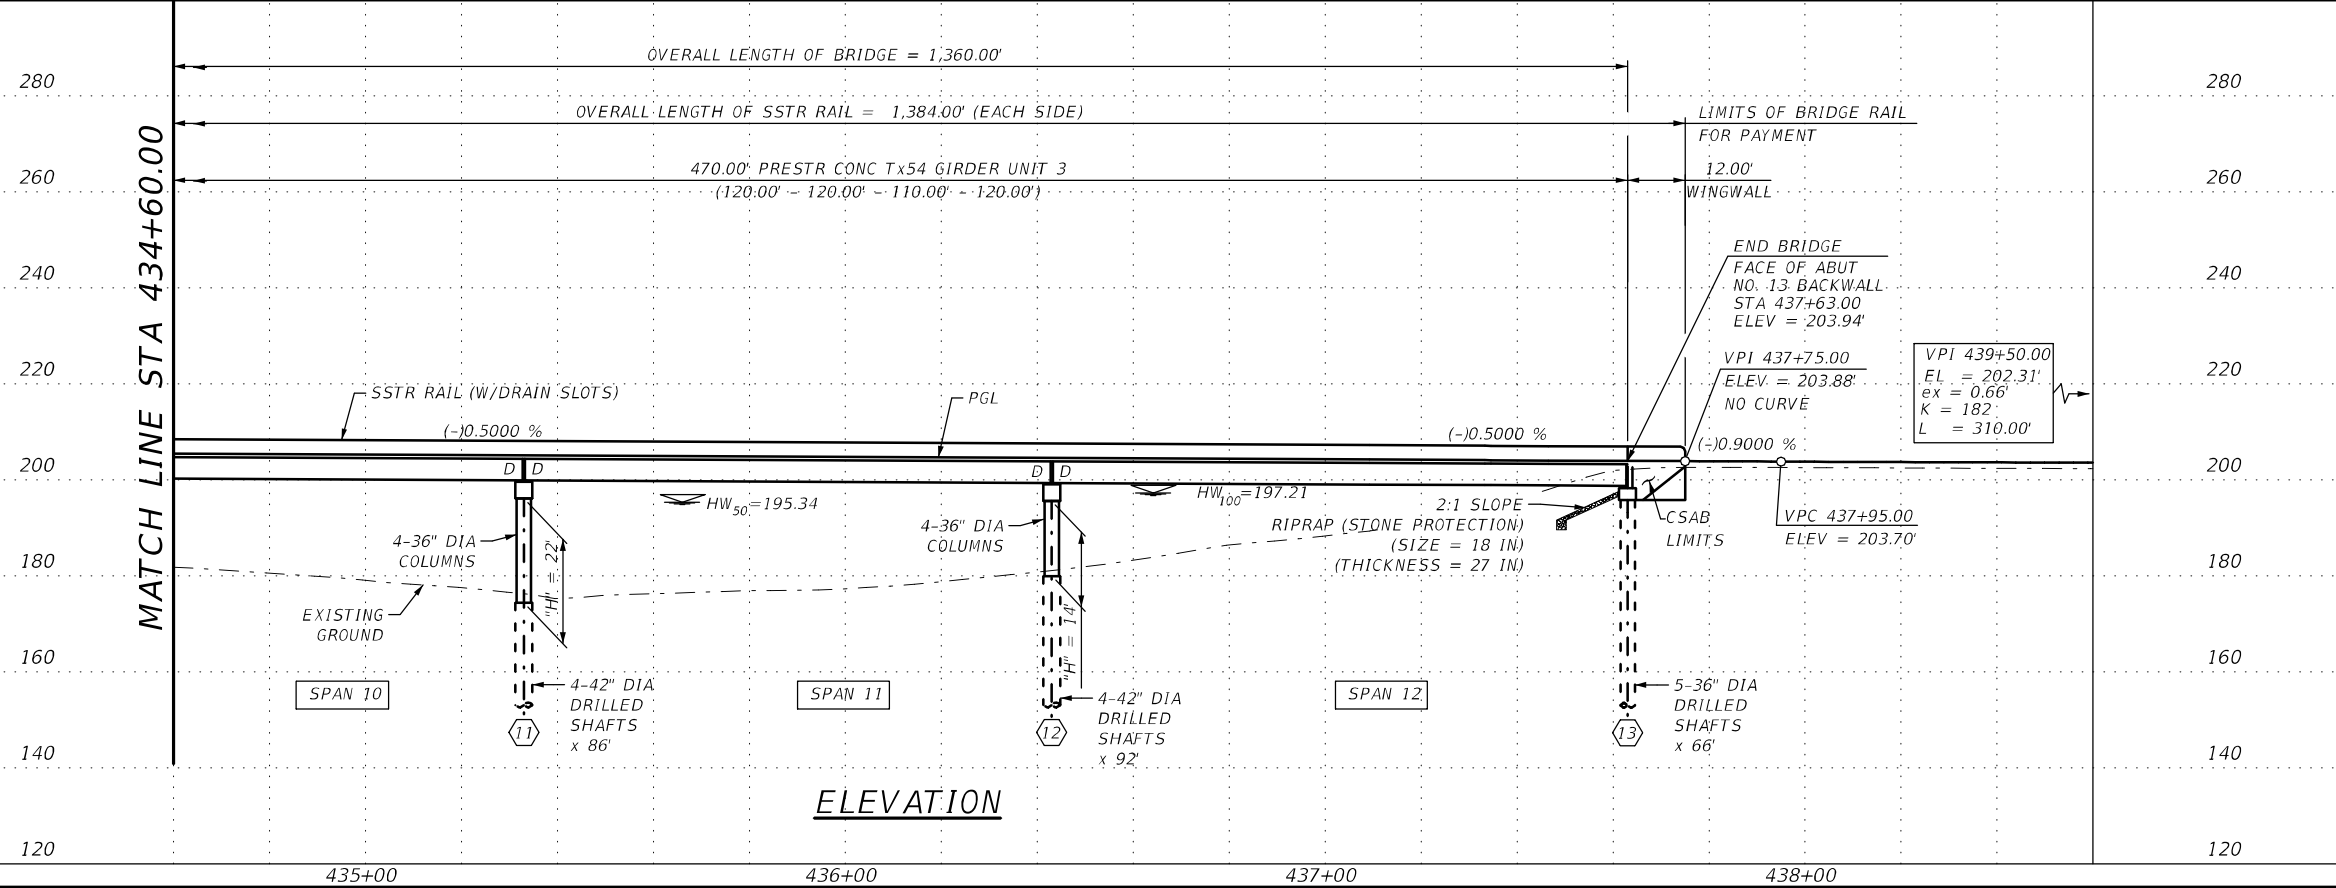 OVERALL LENGTH OF BRIDGE = 1,360.00'
280
280
OVERALL LENGTH OF SSTR RAIL = 1,384.00' (EACH SIDE)
LIMITS OF BRIDGE RAIL
FOR PAYMENT
MATCH LINE STA 434+60.00
470.00' PRESTR CONC Tx54 GIRDER UNIT 3
(120.00' - 120.00' - 110.00' - 120.00')
12.00'
WINGWALL
260
260
END BRIDGE
FACE OF ABUT
NO. 13 BACKWALL
STA 437+63.00
ELEV = 203.94'
240
240
VPI 437+75.00
ELEV = 203.88'
NO CURVE
VPI 439+50.00
EL = 202.31'
ex = 0.66'
K = 182
L = 310.00'
220
220
SSTR RAIL (W/DRAIN SLOTS)
PGL
(-)0.5000 %
(-)0.5000 %
(-)0.9000 %
200
200
D D
D D
HW50=195.34
HW100=197.21
2:1 SLOPE
RIPRAP (STONE PROTECTION)
(SIZE = 18 IN)
(THICKNESS = 27 IN)
CSAB
LIMITS
VPC 437+95.00
ELEV = 203.70'
4-36" DIA
COLUMNS
4-36" DIA
COLUMNS
180
180
"H" = 22'
"H" = 14'
EXISTING
GROUND
160
160
SPAN 10
SPAN 11
SPAN 12
4-42" DIA
DRILLED
SHAFTS
x 86'
4-42" DIA
DRILLED
SHAFTS
x 92'
5-36" DIA
DRILLED
SHAFTS
x 66'
11
12
13
140
140
ELEVATION
120
120
435+00
436+00
437+00
438+00